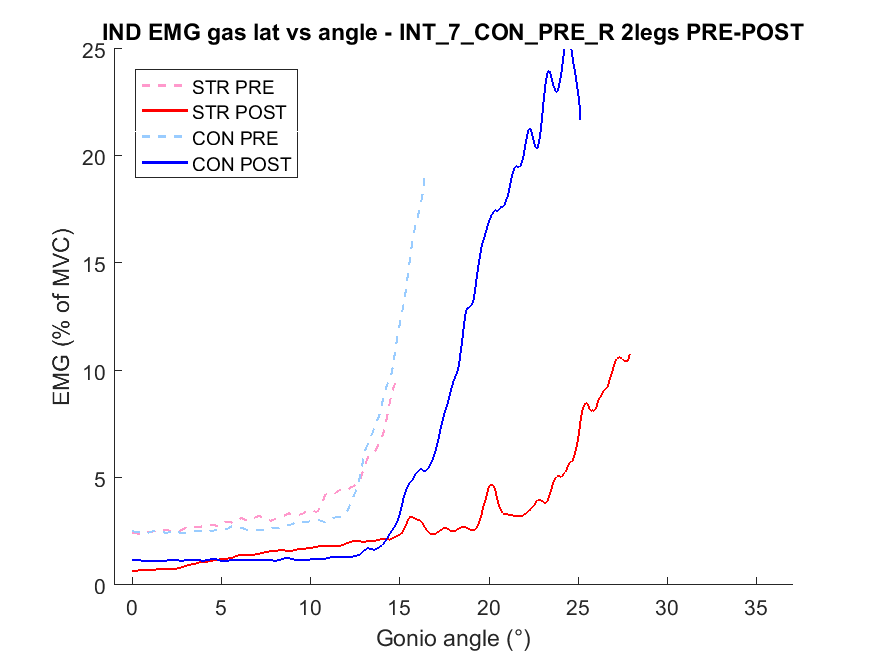 IND EMG gas lat vs angle - INT_7_CON_PRE_R 2legs PRE-POST
25
STR PRE
STR POST
CON PRE
CON POST
20
15
10
5
0
EMG (% of MVC)
0 5 10 15 20 25 30 35
Gonio angle (°)